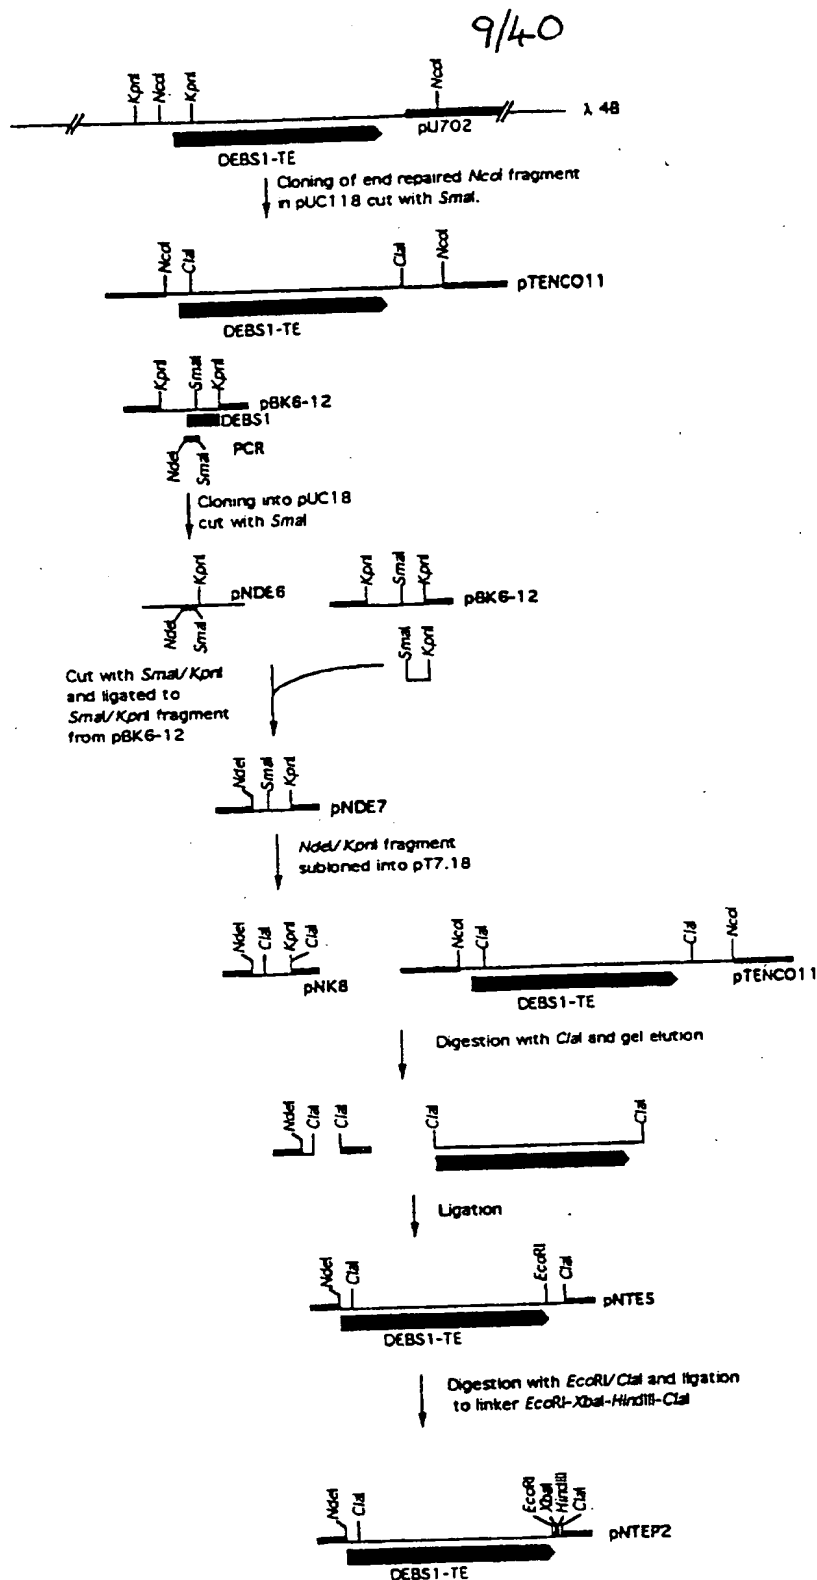 9/40
KpnI NcoI KpnI NcoI
λ 48
pIJ702
DEBS1-TE
Cloning of end repaired NcoI fragment
in pUC118 cut with SmaI.
NcoI ClaI ClaI NcoI
pTENCO11
DEBS1-TE
KpnI SmaI KpnI
pBK6-12
DEBS1
PCR
NdeI SmaI
Cloning into pUC18
cut with SmaI
KpnI
pNDE6
NdeI SmaI
KpnI SmaI KpnI
pBK6-12
SmaI KpnI
Cut with SmaI/KpnI
and ligated to
SmaI/KpnI fragment
from pBK6-12
NdeI SmaI KpnI
pNDE7
NdeI/KpnI fragment
subloned into pT7.18
NdeI ClaI KpnI ClaI
pNK8
NcoI ClaI ClaI NcoI
pTENCO11
DEBS1-TE
Digestion with ClaI and gel elution
NdeI ClaI ClaI ClaI ClaI
Ligation
NdeI ClaI EcoRI ClaI
pNTE5
DEBS1-TE
Digestion with EcoRI/ClaI and ligation
to linker EcoRI-XbaI-HindIII-ClaI
NdeI ClaI EcoRI XbaI HindIII ClaI
pNTEP2
DEBS1-TE